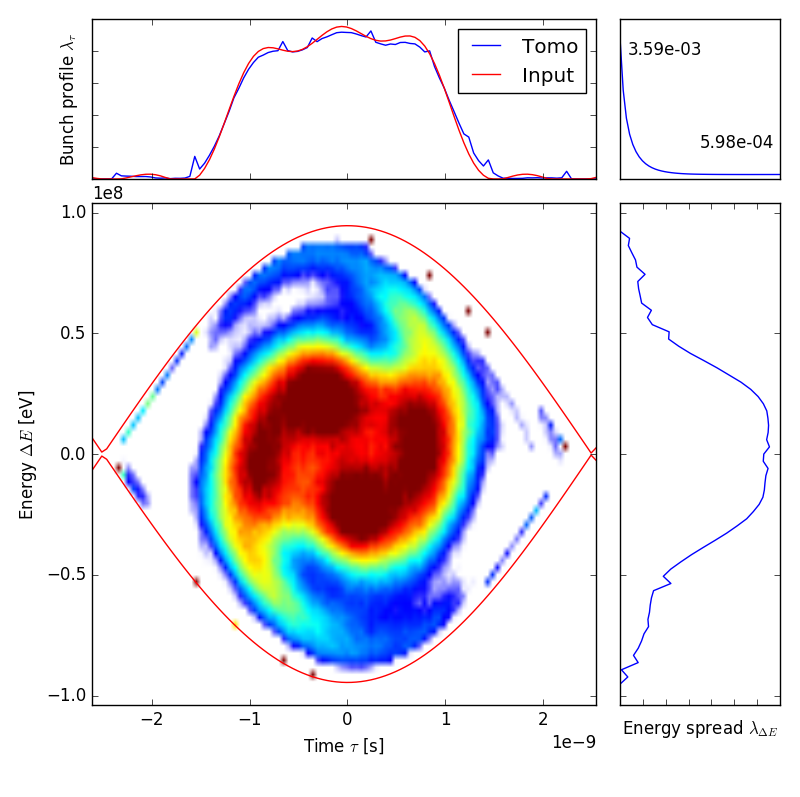 Bunch profile λτ
Tomo
Input
3.59e-03
5.98e-04
1e8
1.0
0.5
0.0
−0.5
−1.0
Energy ΔE [eV]
−2 −1 0 1 2
Time τ [s]
1e−9
Energy spread λΔE